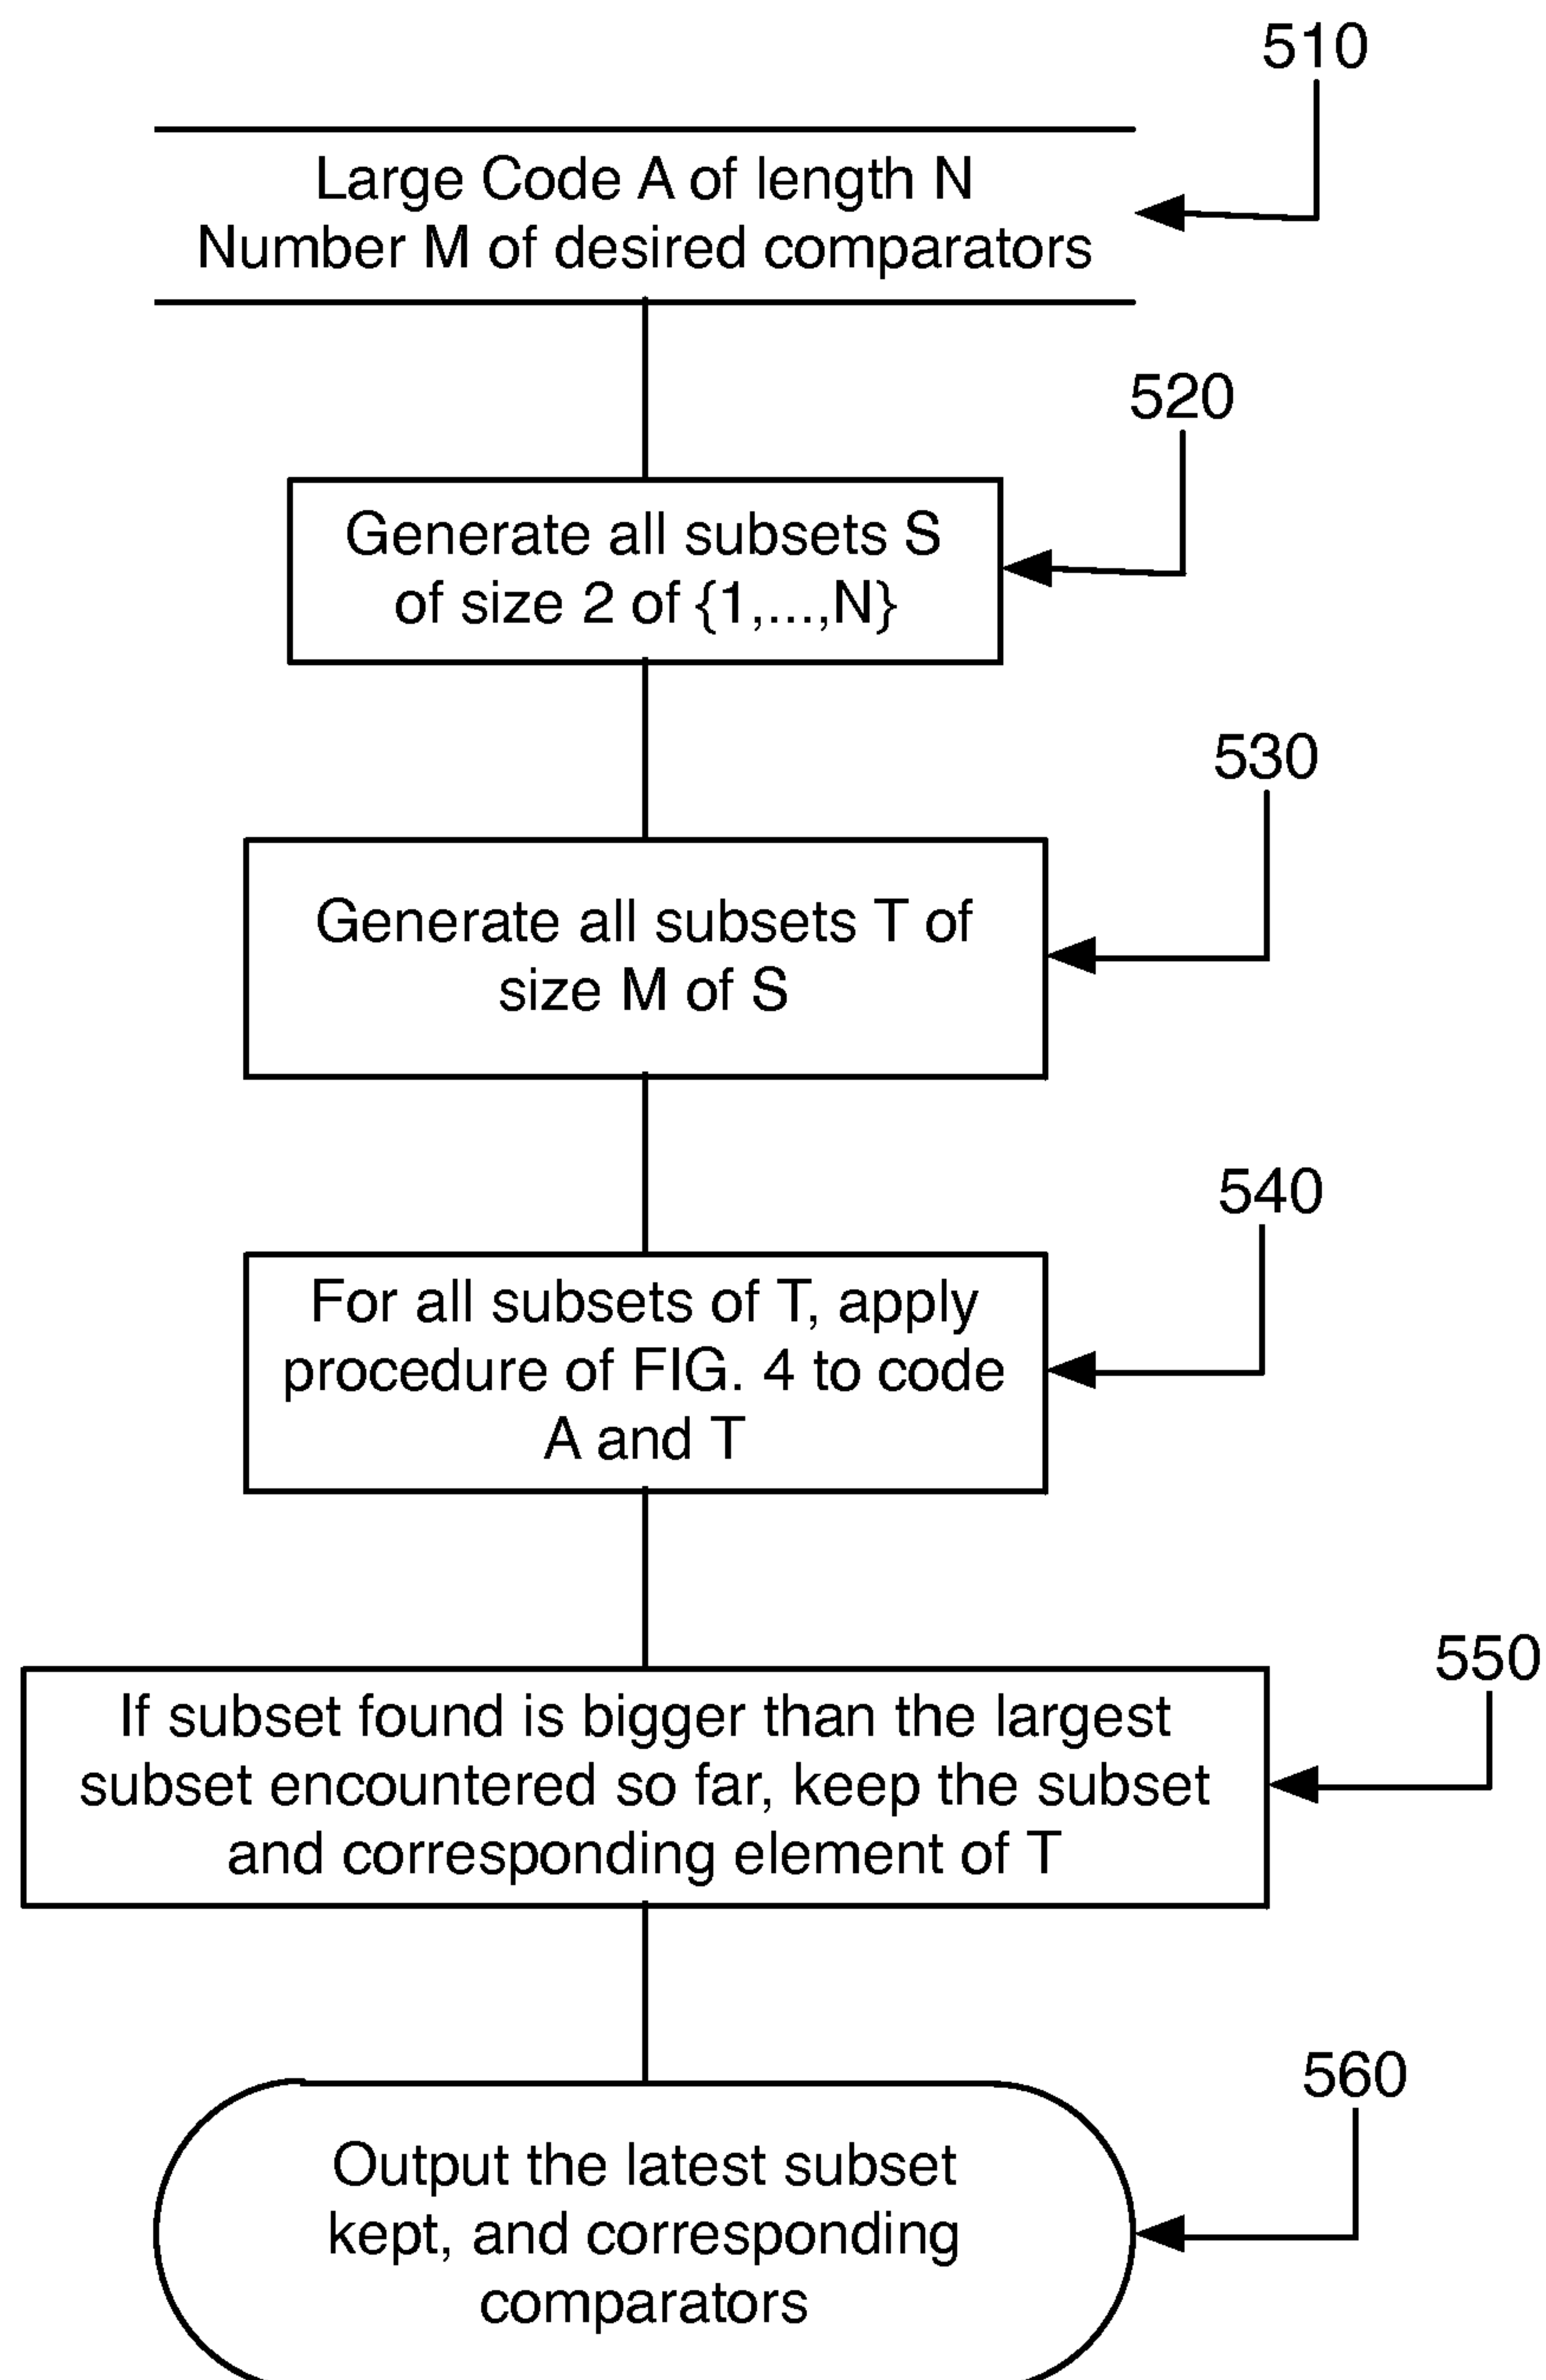 510
Large Code A of length N
Number M of desired comparators
520
Generate all subsets S
of size 2 of {1,...,N}
530
Generate all subsets T of
size M of S
540
For all subsets of T, apply
procedure of FIG. 4 to code
A and T
550
If subset found is bigger than the largest
subset encountered so far, keep the subset
and corresponding element of T
560
Output the latest subset
kept, and corresponding
comparators